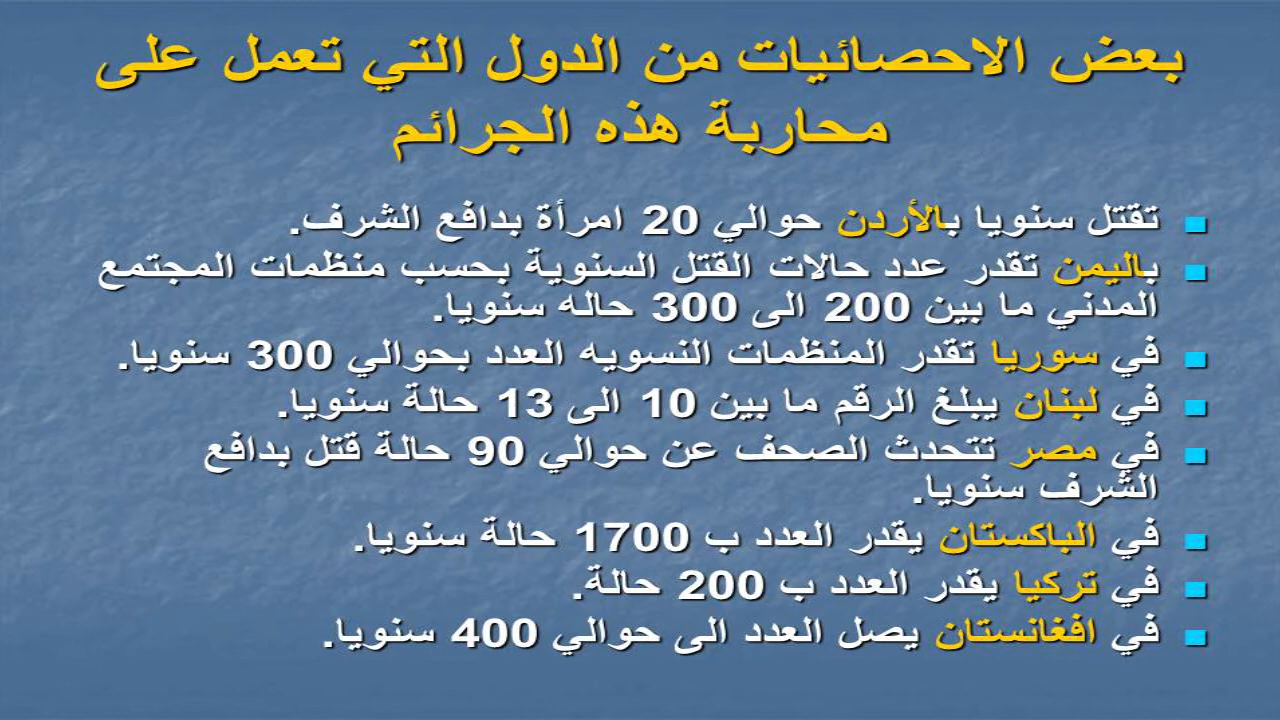 بعض الاحصائيات من الدول التي تعمل على
محاربة هذه الجرائم
تقتل سنويا بالأردن حوالي 20 امرأة بدافع الشرف.
باليمن تقدر عدد حالات القتل السنوية بحسب منظمات المجتمع
المدني ما بين 200 الى 300 حاله سنويا.
في سوريا تقدر المنظمات النسويه العدد بحوالي 300 سنويا.
في لبنان يبلغ الرقم ما بين 10 الى 13 حالة سنويا.
في مصر تتحدث الصحف عن حوالي 90 حالة قتل بدافع
الشرف سنويا.
في الباكستان يقدر العدد ب 1700 حالة سنويا.
في تركيا يقدر العدد ب 200 حالة.
في افغانستان يصل العدد الى حوالي 400 سنويا.